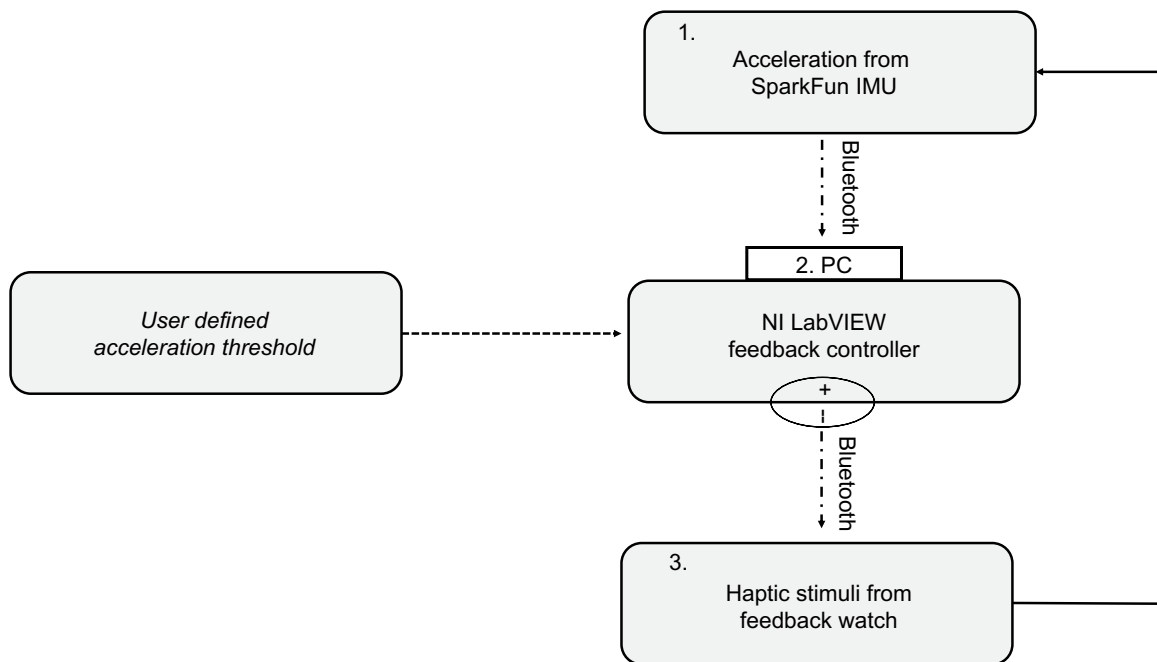 1.
Acceleration from
SparkFun IMU
Bluetooth
2. PC
User defined
acceleration threshold
NI LabVIEW
feedback controller
+
Bluetooth
3.
Haptic stimuli from
feedback watch